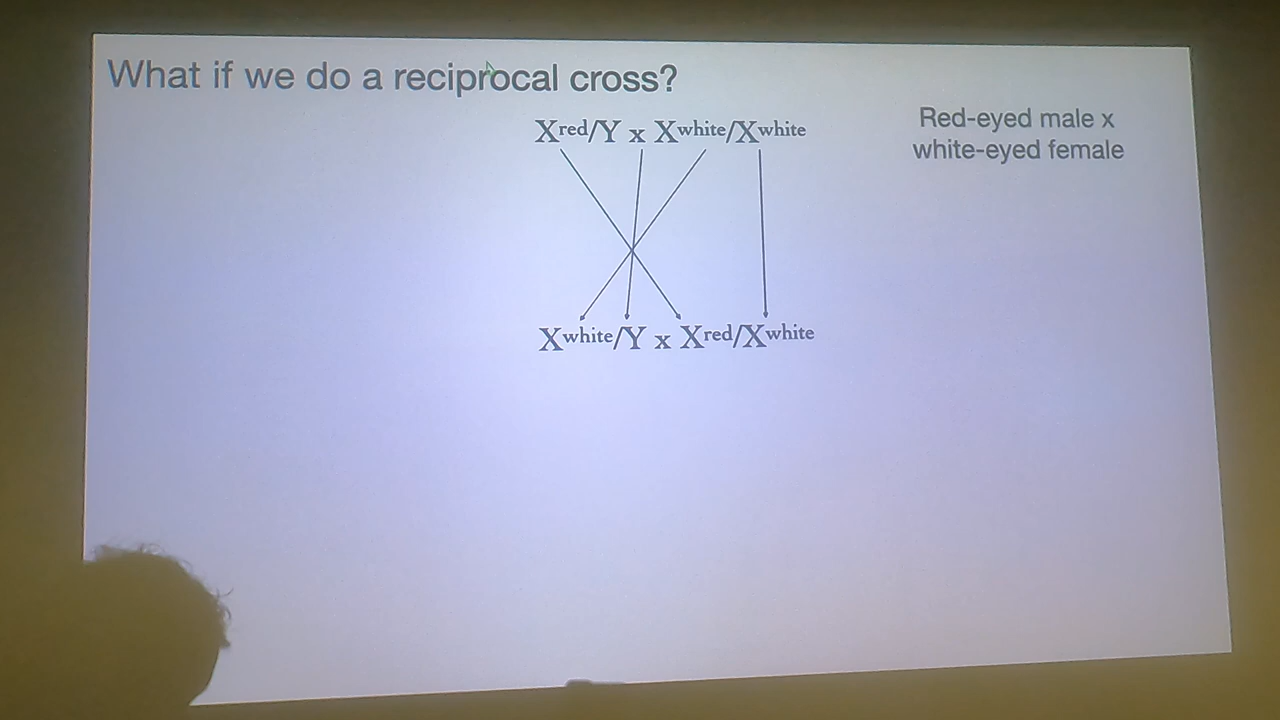 What if we do a reciprocal cross?
Xred/Y x Xwhite/Xwhite
Red-eyed male x
white-eyed female
Xwhite/Y x Xred/Xwhite